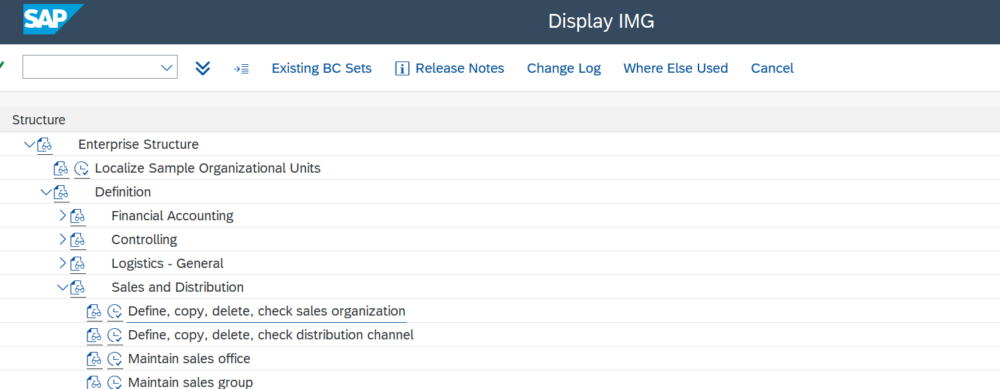 SAP
Display IMG
Existing BC Sets
Release Notes
Change Log
Where Else Used
Cancel
Structure
Enterprise Structure
Localize Sample Organizational Units
Definition
Financial Accounting
Controlling
Logistics - General
Sales and Distribution
Define, copy, delete, check sales organization
Define, copy, delete, check distribution channel
Maintain sales office
Maintain sales group